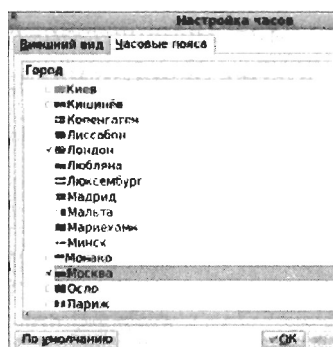 Настройка часов
Внешний вид Часовые пояса
Город
Киев
Кишинёв
Копенгаген
Лиссабон
Лондон
Любляна
Люксембург
Мадрид
Мальта
Мариехамн
Минск
Монако
Москва
Осло
Париж
По умолчанию OK